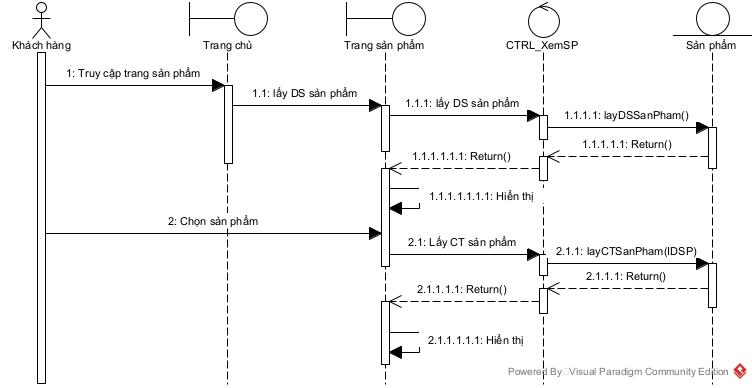 Khách hàng
Trang chủ
Trang sản phẩm
CTRL_XemSP
Sản phẩm
1: Truy cập trang sản phẩm
1.1: lấy DS sản phẩm
1.1.1: lấy DS sản phẩm
1.1.1.1: layDSSanPham()
1.1.1.1.1: Return()
1.1.1.1.1.1: Return()
1.1.1.1.1.1.1: Hiển thị
2: Chọn sản phẩm
2.1: Lấy CT sản phẩm
2.1.1: layCTSanPham(IDSP)
2.1.1.1: Return()
2.1.1.1.1: Return()
2.1.1.1.1.1: Hiển thị
Powered By Visual Paradigm Community Edition